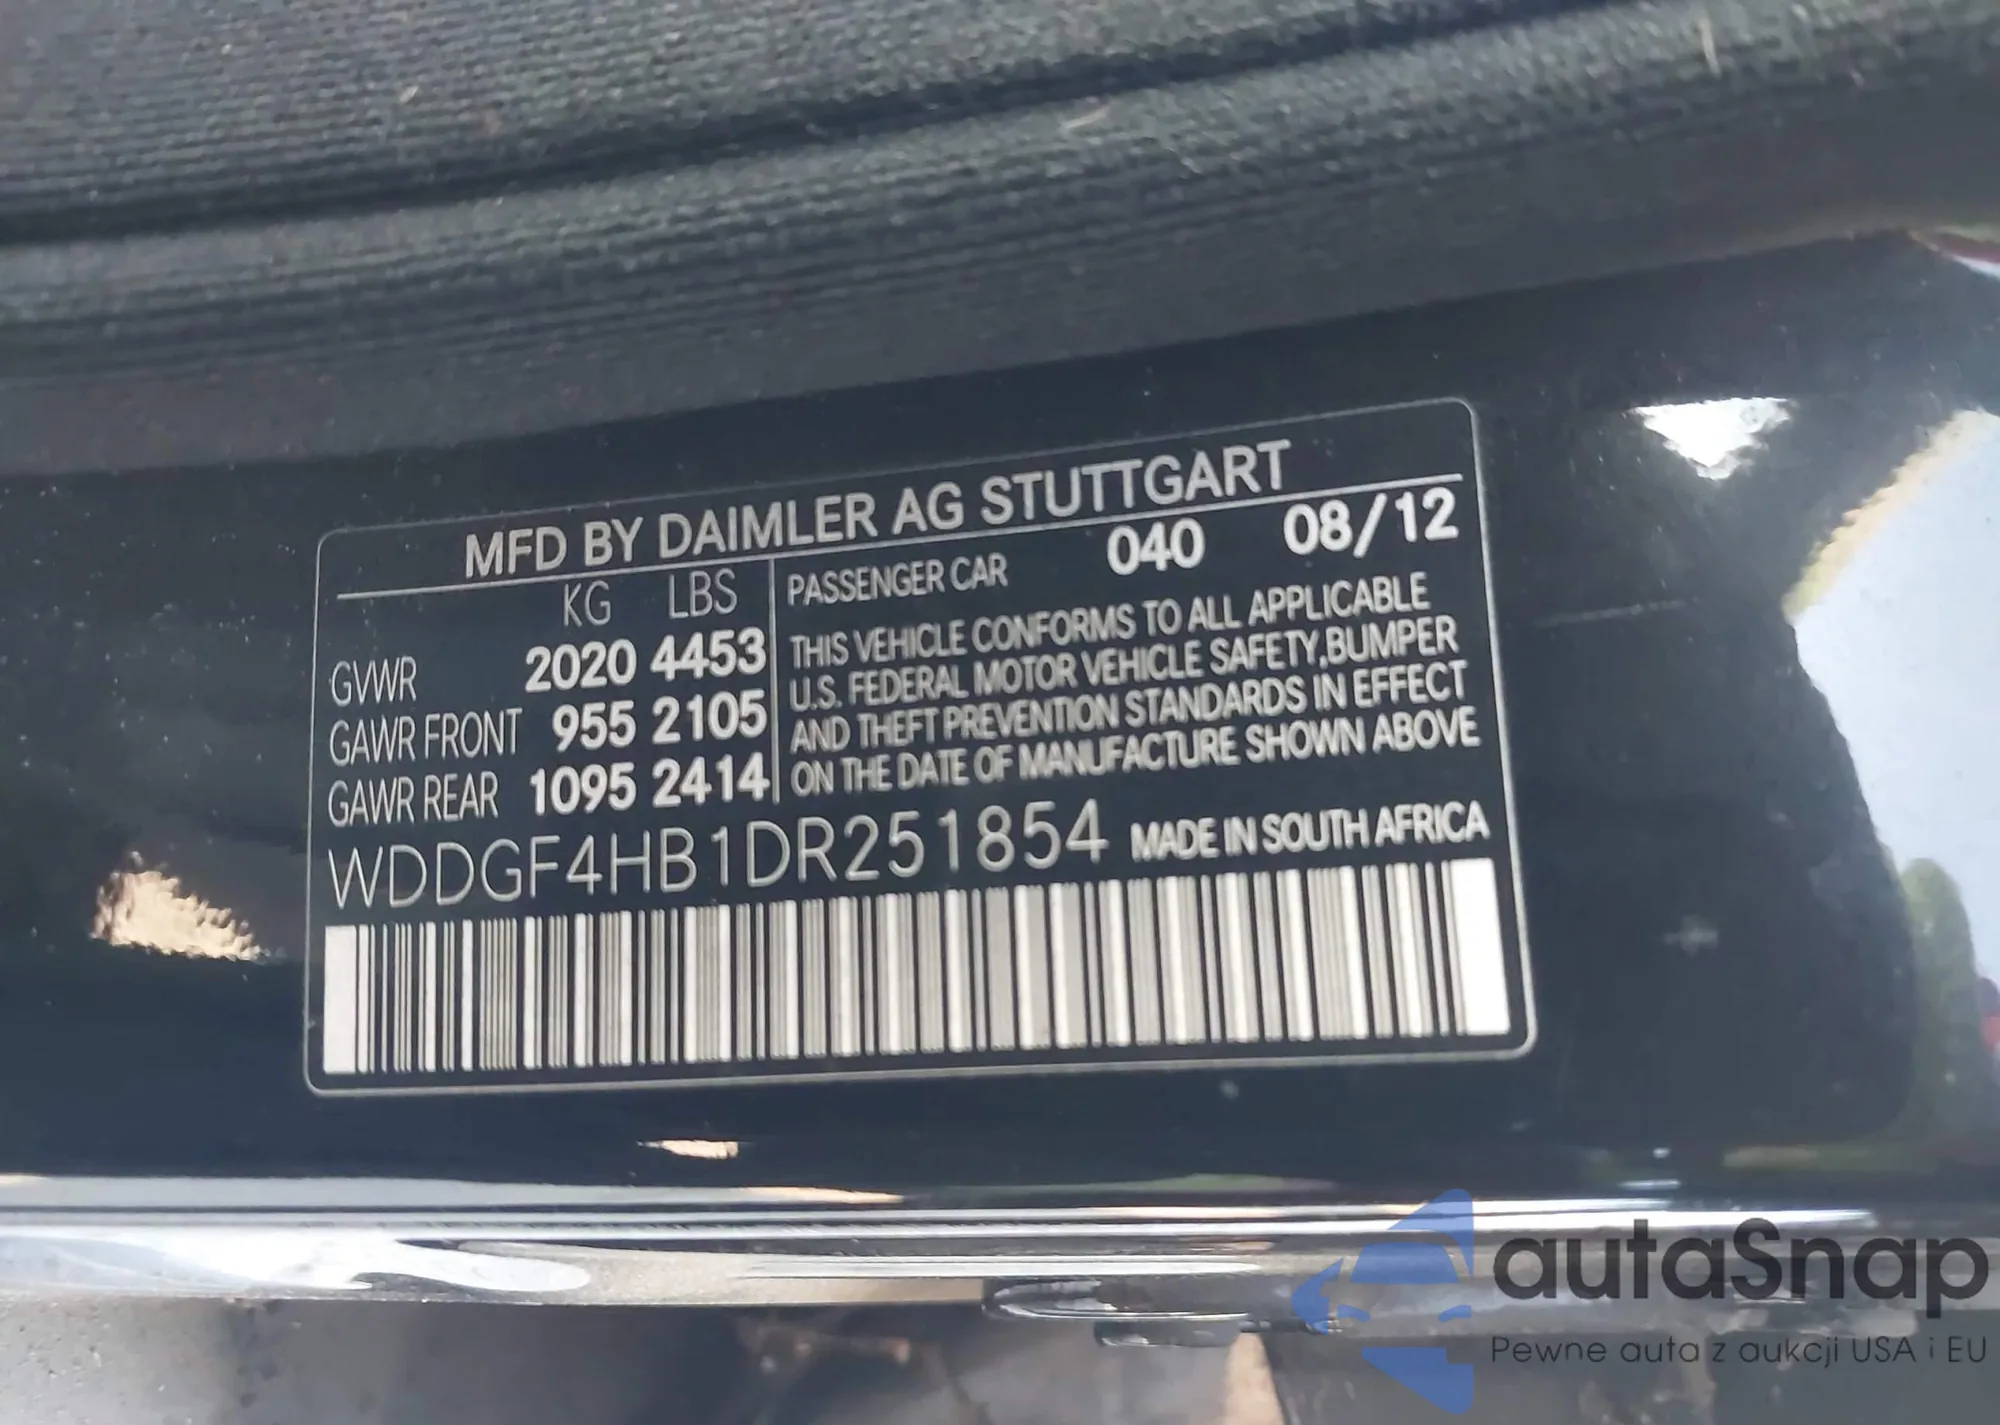 MFD BY DAIMLER AG STUTTGART
KG LBS
GVWR 2020 4453
GAWR FRONT 955 2105
GAWR REAR 1095 2414
PASSENGER CAR 040 08/12
THIS VEHICLE CONFORMS TO ALL APPLICABLE
U.S. FEDERAL MOTOR VEHICLE SAFETY,BUMPER
AND THEFT PREVENTION STANDARDS IN EFFECT
ON THE DATE OF MANUFACTURE SHOWN ABOVE
WDDGF4HB1DR251854 MADE IN SOUTH AFRICA
autaSnap
Pewne auta z aukcji USA i EU